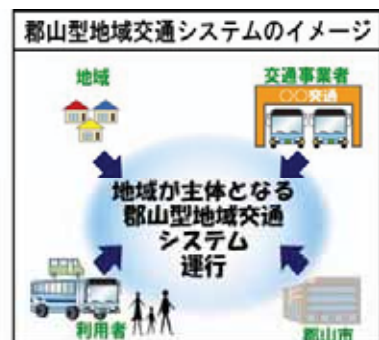 郡山型地域交通システムのイメージ
地域
交通事業者
○○交通
地域が主体となる
郡山型地域交通
システム
運行
利用者
郡山市